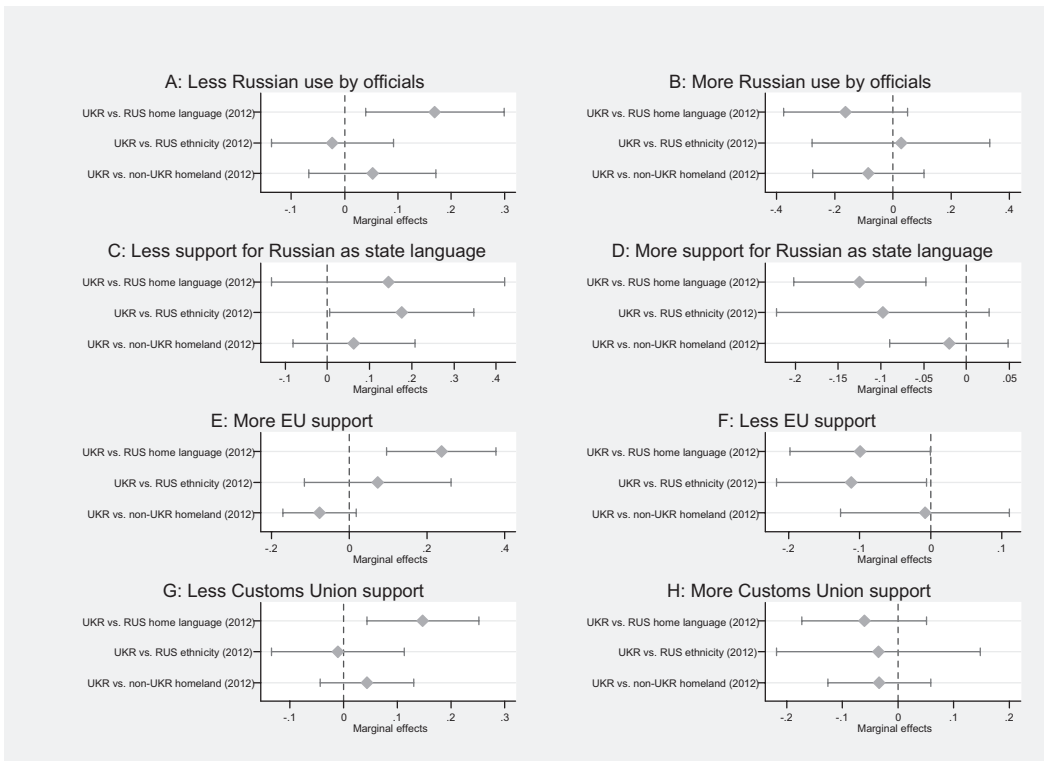 A: Less Russian use by officials
UKR vs. RUS home language (2012)
UKR vs. RUS ethnicity (2012)
UKR vs. non-UKR homeland (2012)
-.1 0 .1 .2 .3
Marginal effects
B: More Russian use by officials
UKR vs. RUS home language (2012)
UKR vs. RUS ethnicity (2012)
UKR vs. non-UKR homeland (2012)
-.4 -.2 0 .2 .4
Marginal effects
C: Less support for Russian as state language
UKR vs. RUS home language (2012)
UKR vs. RUS ethnicity (2012)
UKR vs. non-UKR homeland (2012)
-.1 0 .1 .2 .3 .4
Marginal effects
D: More support for Russian as state language
UKR vs. RUS home language (2012)
UKR vs. RUS ethnicity (2012)
UKR vs. non-UKR homeland (2012)
-.2 -.15 -.1 -.05 0 .05
Marginal effects
E: More EU support
UKR vs. RUS home language (2012)
UKR vs. RUS ethnicity (2012)
UKR vs. non-UKR homeland (2012)
-.2 0 .2 .4
Marginal effects
F: Less EU support
UKR vs. RUS home language (2012)
UKR vs. RUS ethnicity (2012)
UKR vs. non-UKR homeland (2012)
-.2 -.1 0 .1
Marginal effects
G: Less Customs Union support
UKR vs. RUS home language (2012)
UKR vs. RUS ethnicity (2012)
UKR vs. non-UKR homeland (2012)
-.1 0 .1 .2 .3
Marginal effects
H: More Customs Union support
UKR vs. RUS home language (2012)
UKR vs. RUS ethnicity (2012)
UKR vs. non-UKR homeland (2012)
-.2 -.1 0 .1 .2
Marginal effects